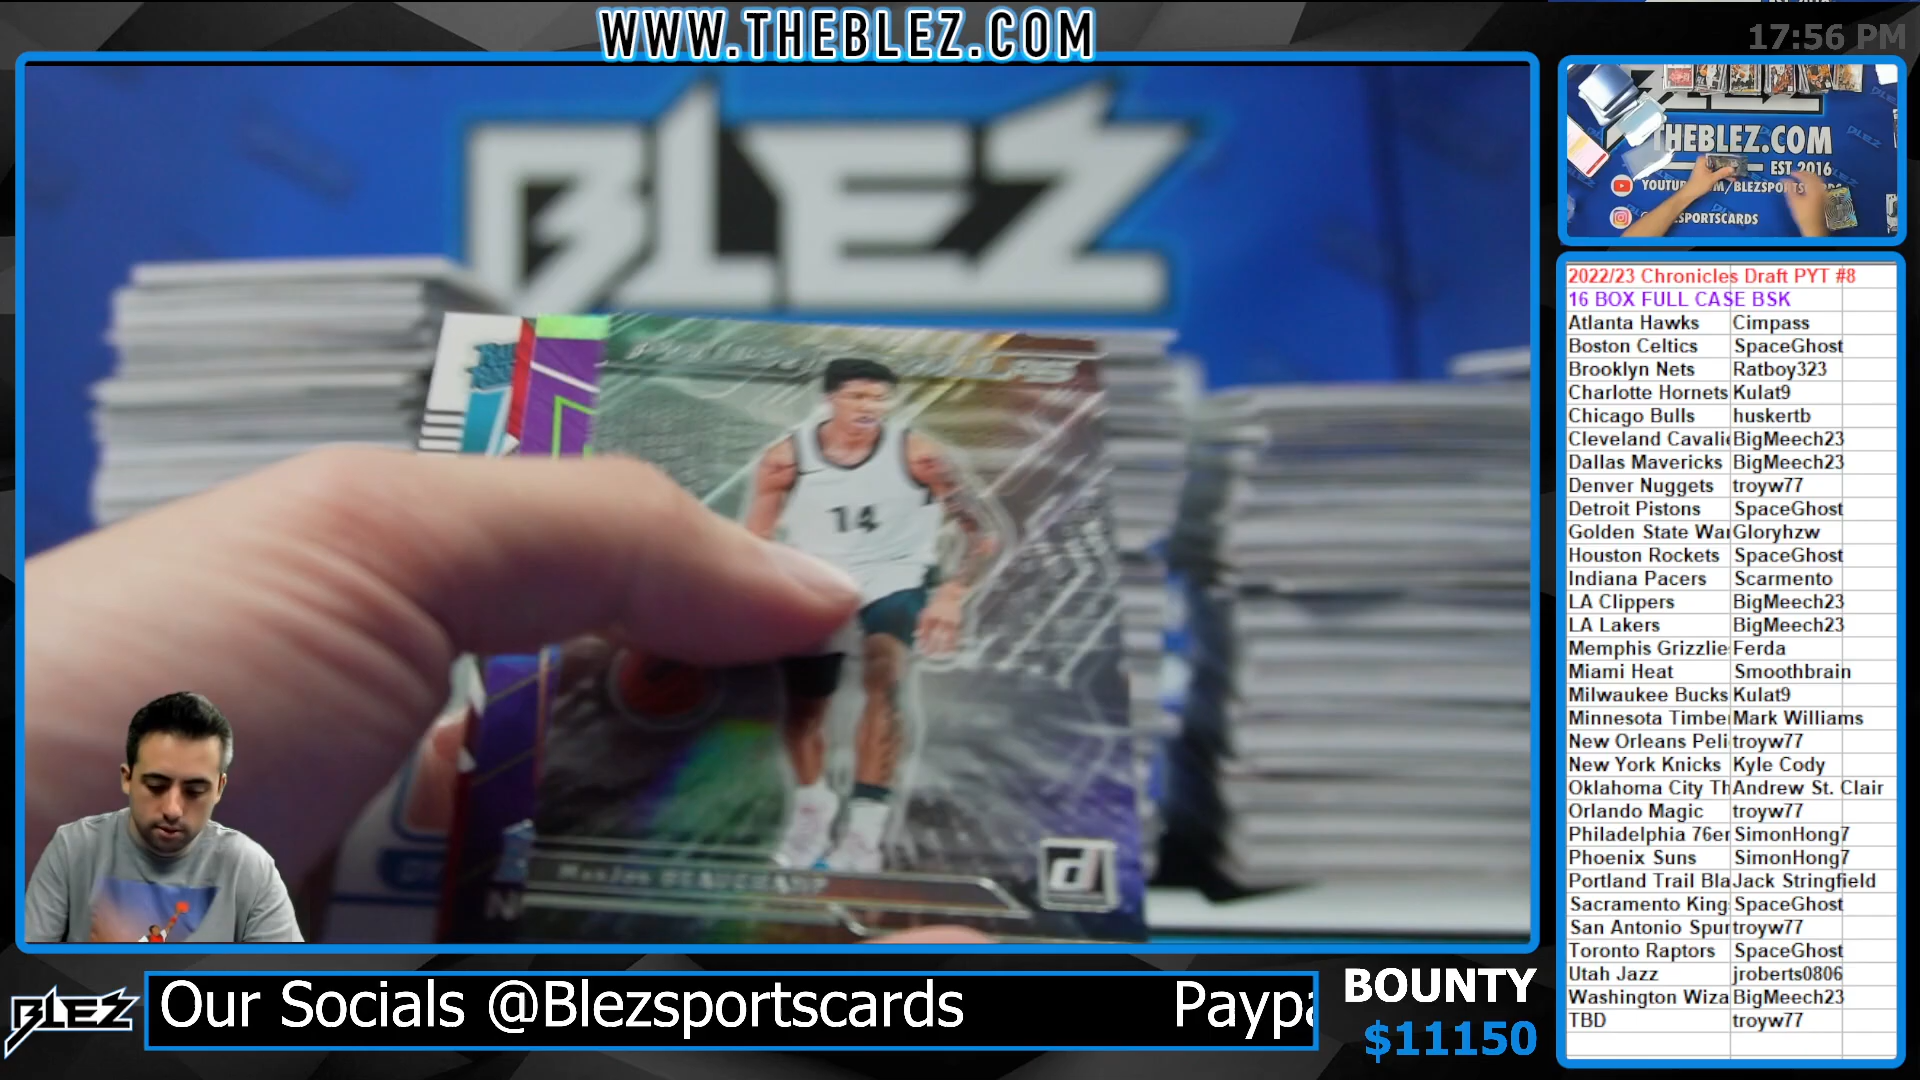 WWW.THEBLEZ.COM
17:56 PM
BLEZ
14
BEAUCHAMP
d
THEBLEZ.COM
EST 2016
SPORTSCARDS
2022/23 Chronicles Draft PYT #8
16 BOX FULL CASE BSK
Atlanta Hawks Cimpass
Boston Celtics SpaceGhost
Brooklyn Nets Ratboy323
Charlotte Hornets Kulat9
Chicago Bulls huskertb
Cleveland Cavali BigMeech23
Dallas Mavericks BigMeech23
Denver Nuggets troyw77
Detroit Pistons SpaceGhost
Golden State War Gloryhzw
Houston Rockets SpaceGhost
Indiana Pacers Scarmento
LA Clippers BigMeech23
LA Lakers BigMeech23
Memphis Grizzlie Ferda
Miami Heat Smoothbrain
Milwaukee Bucks Kulat9
Minnesota Timber Mark Williams
New Orleans Peli troyw77
New York Knicks Kyle Cody
Oklahoma City Th Andrew St. Clair
Orlando Magic troyw77
Philadelphia 76er SimonHong7
Phoenix Suns SimonHong7
Portland Trail Bla Jack Stringfield
Sacramento King SpaceGhost
San Antonio Spur troyw77
Toronto Raptors SpaceGhost
Utah Jazz jroberts0806
Washington Wiza BigMeech23
TBD troyw77
BLEZ
Our Socials @Blezsportscards Paypa
BOUNTY
$11150